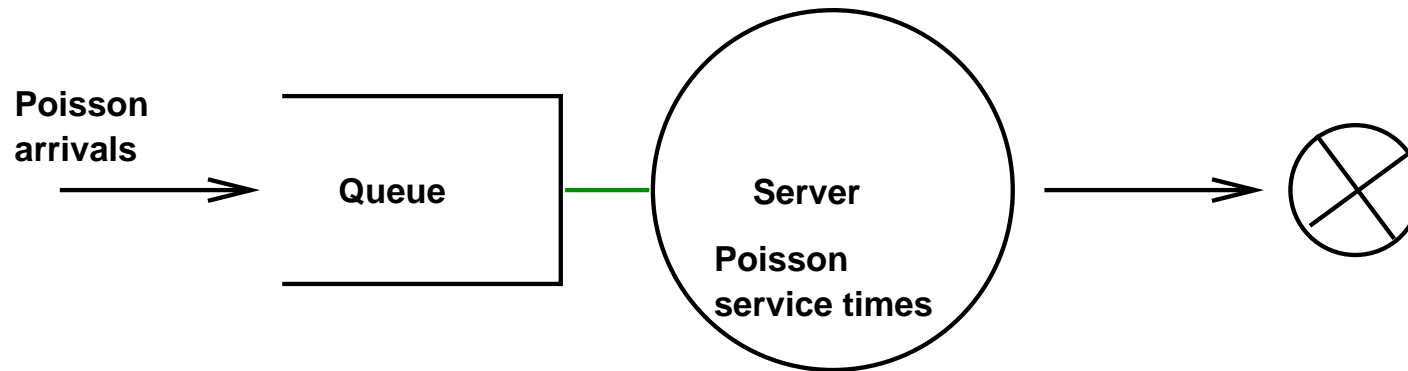 Poisson
arrivals
Queue
Server
Poisson
service times